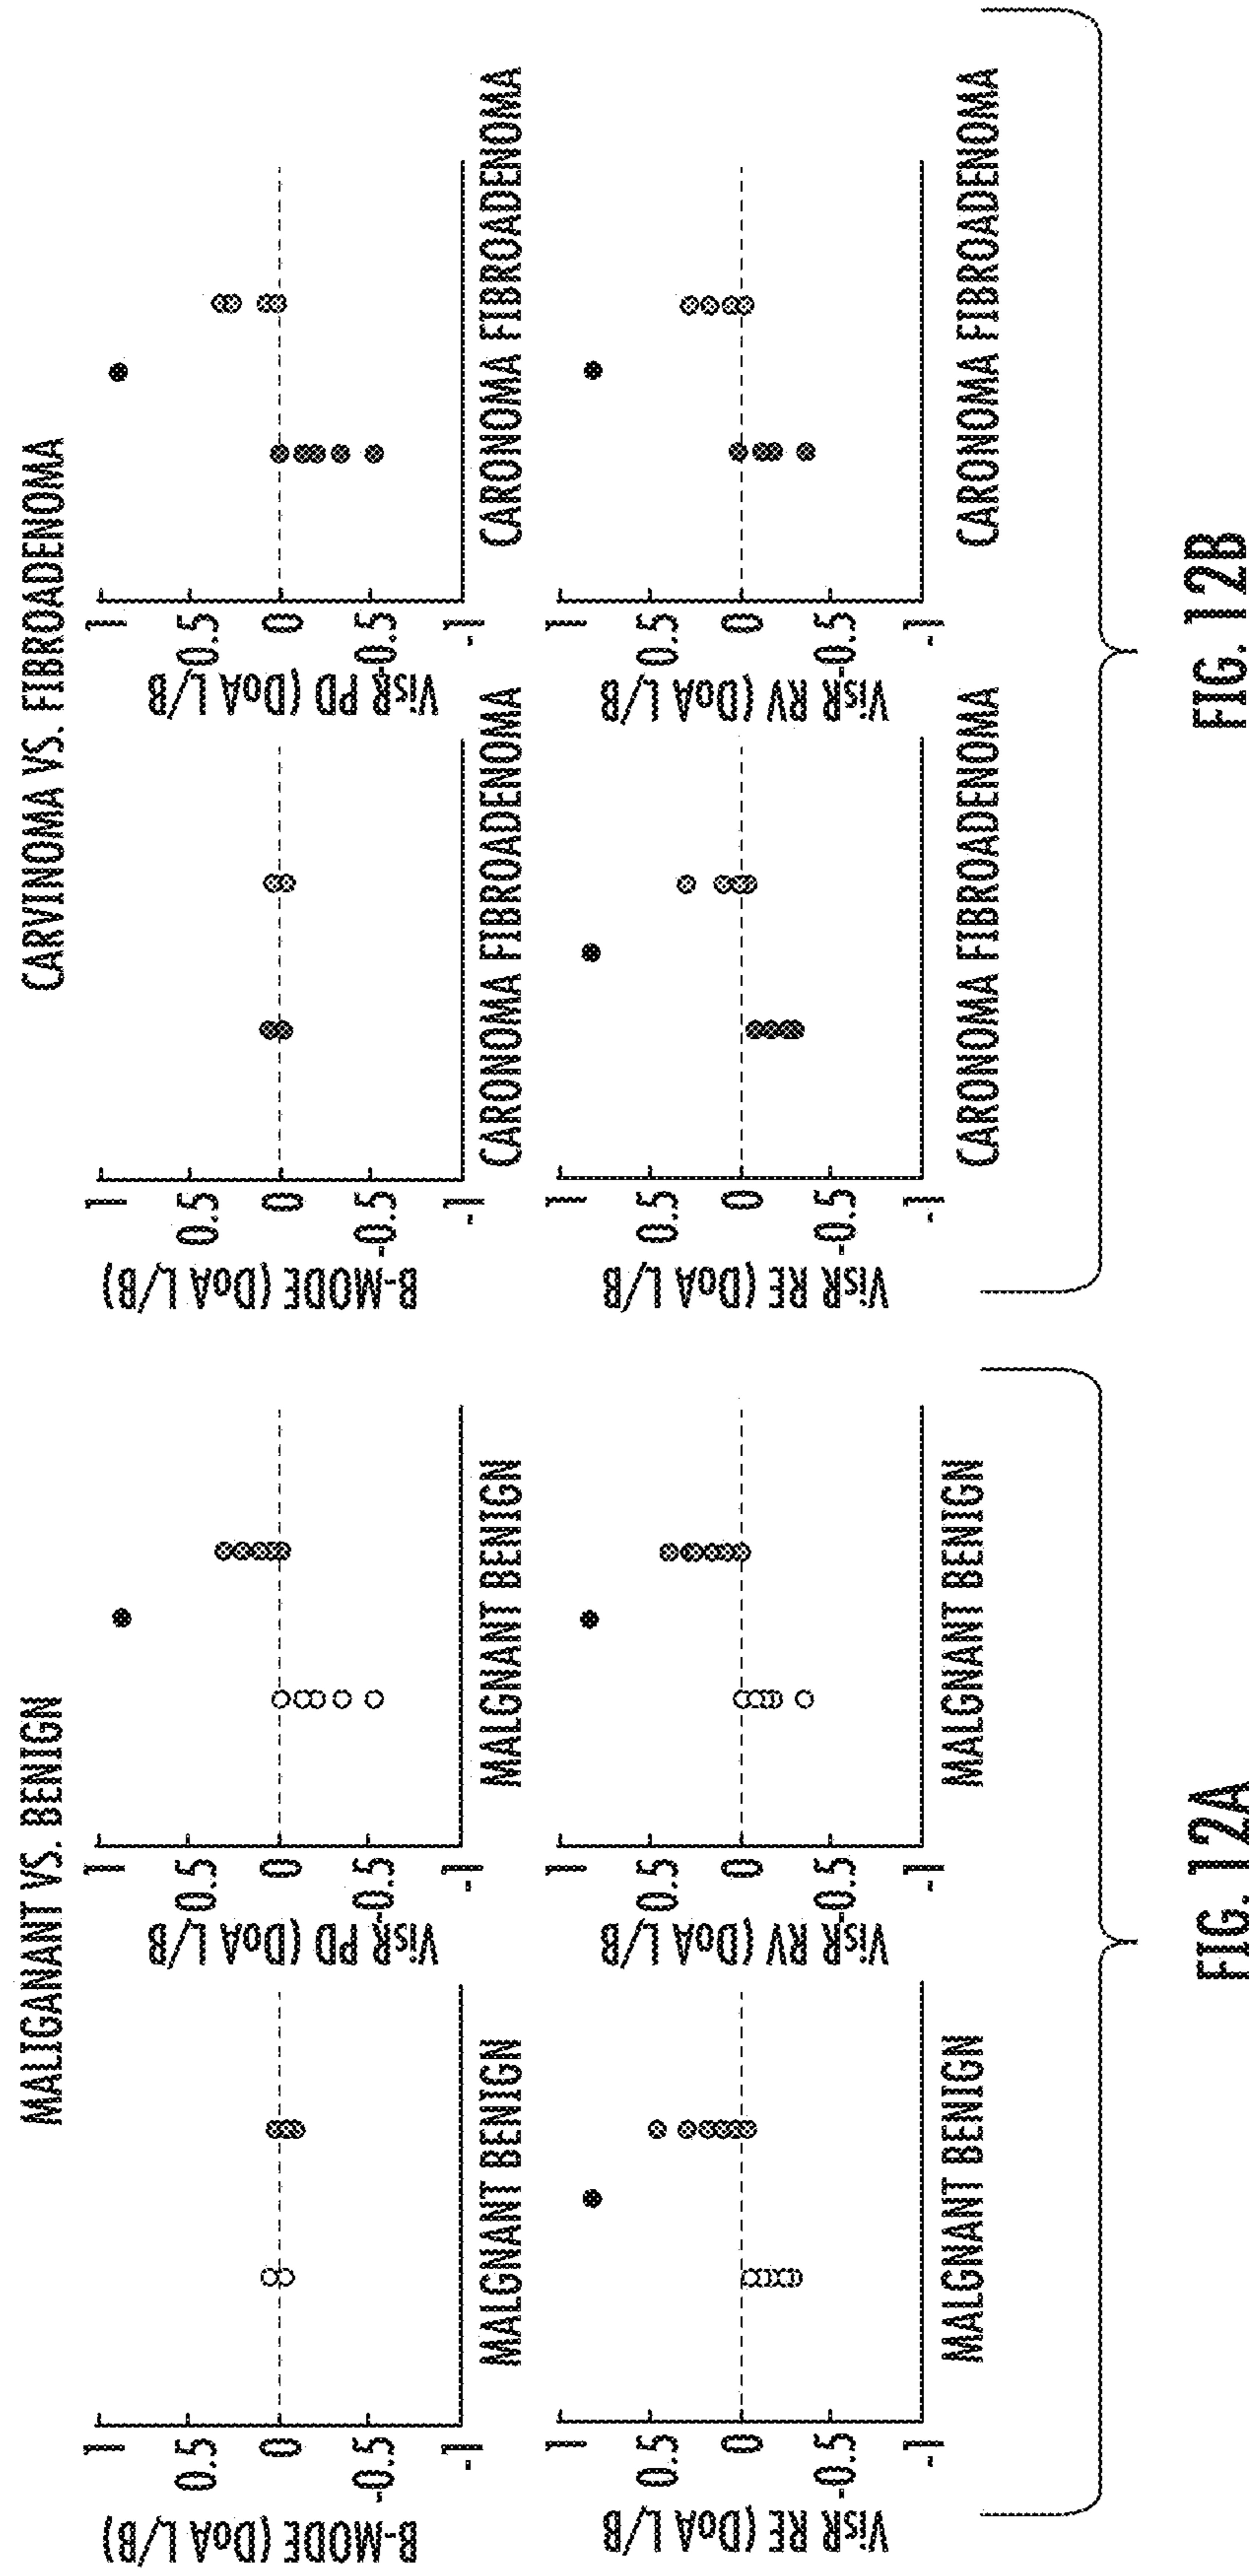 MALIGANANT VS. BENIGN
B-MODE (DoA L/B)
1
0.5
0
-0.5
-1
MALGNANT BENIGN
VisR PD (DoA L/B
1
0.5
0
-0.5
-1
MALGNANT BENIGN
VisR RE (DoA L/B
1
0.5
0
-0.5
-1
MALGNANT BENIGN
VisR RV (DoA L/B
1
0.5
0
-0.5
-1
MALGNANT BENIGN
FIG. 12A
CARVINOMA VS. FIBROADENOMA
B-MODE (DoA L/B)
1
0.5
0
-0.5
-1
CARONOMA FIBROADENOMA
VisR PD (DoA L/B
1
0.5
0
-0.5
-1
CARONOMA FIBROADENOMA
VisR RE (DoA L/B
1
0.5
0
-0.5
-1
CARONOMA FIBROADENOMA
VisR RV (DoA L/B
1
0.5
0
-0.5
-1
CARONOMA FIBROADENOMA
FIG. 12B